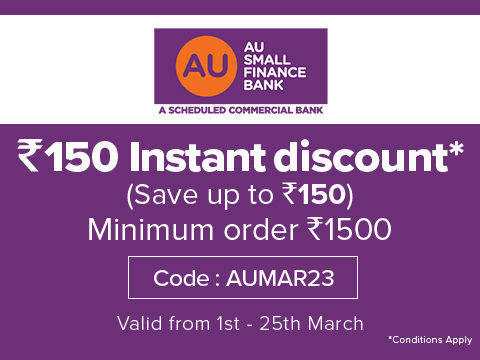 AU
AU
SMALL
FINANCE
BANK
A SCHEDULED COMMERCIAL BANK
₹150 Instant discount*
(Save up to ₹150)
Minimum order ₹1500
Code : AUMAR23
Valid from 1st - 25th March
*Conditions Apply